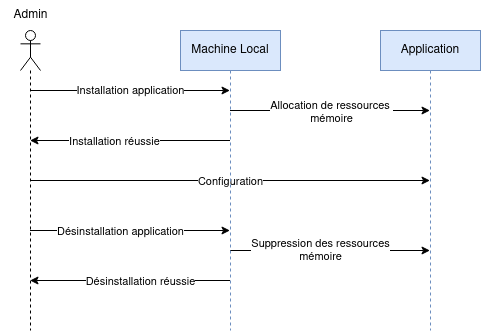 Admin
Machine Local
Application
Installation application
Allocation de ressources
mémoire
Installation réussie
Configuration
Désinstallation application
Suppression des ressources
mémoire
Désinstallation réussie